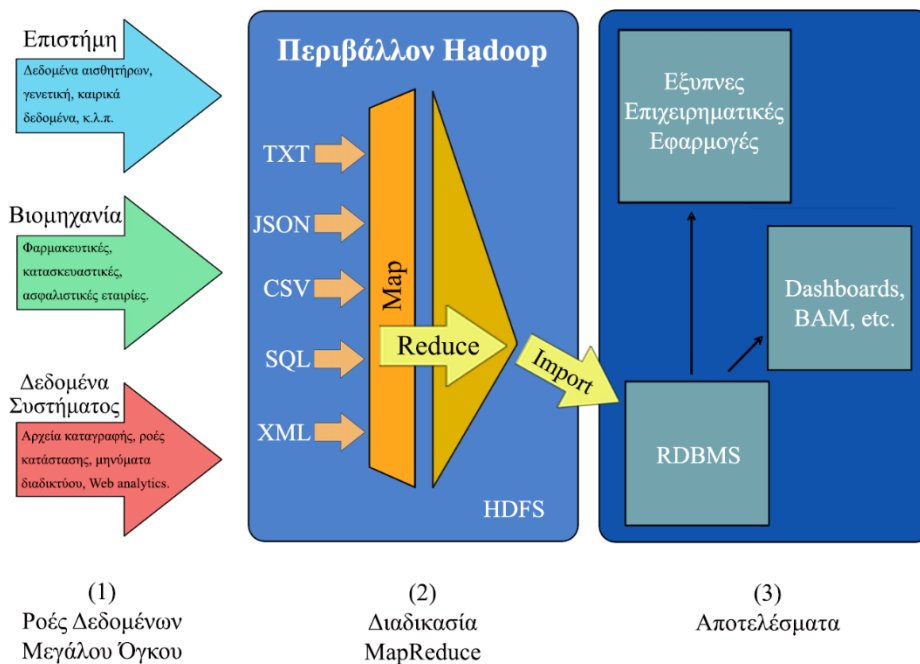 Επιστήμη
Δεδομένα αισθητήρων,
γενετική, καιρικά
δεδομένα, κ.λ.π.
Βιομηχανία
Φαρμακευτικές,
κατασκευαστικές,
ασφαλιστικές εταιρίες.
Δεδομένα
Συστήματος
Αρχεία καταγραφής, ροές
κατάστασης, μηνύματα
διαδικτύου, Web analytics.
(1)
Ροές Δεδομένων
Μεγάλου Όγκου
Περιβάλλον Hadoop
TXT
JSON
CSV
SQL
XML
Map
Reduce
Import
HDFS
(2)
Διαδικασία
MapReduce
Εξυπνες
Επιχειρηματικές
Εφαρμογές
Dashboards,
BAM, etc.
RDBMS
(3)
Αποτελέσματα